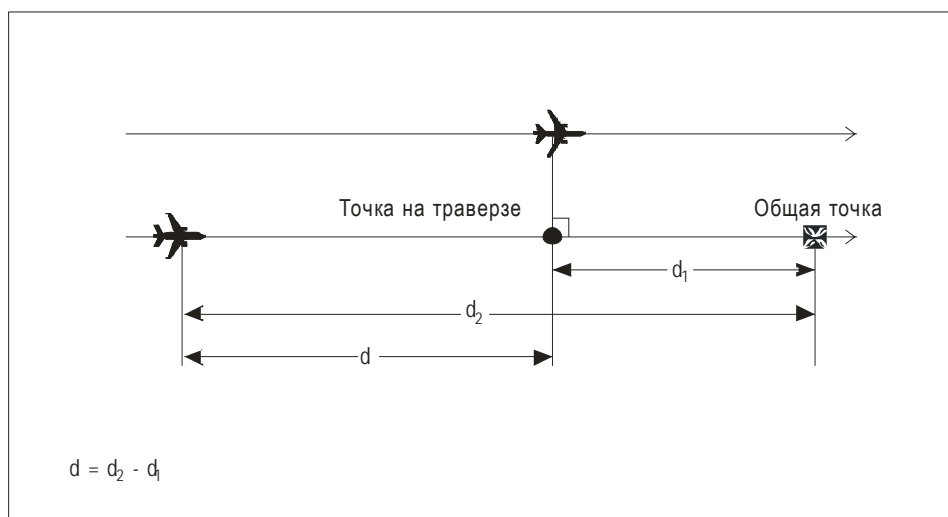 Точка на траверзе
Общая точка
d₁
d₂
d
d = d₂ - d₁